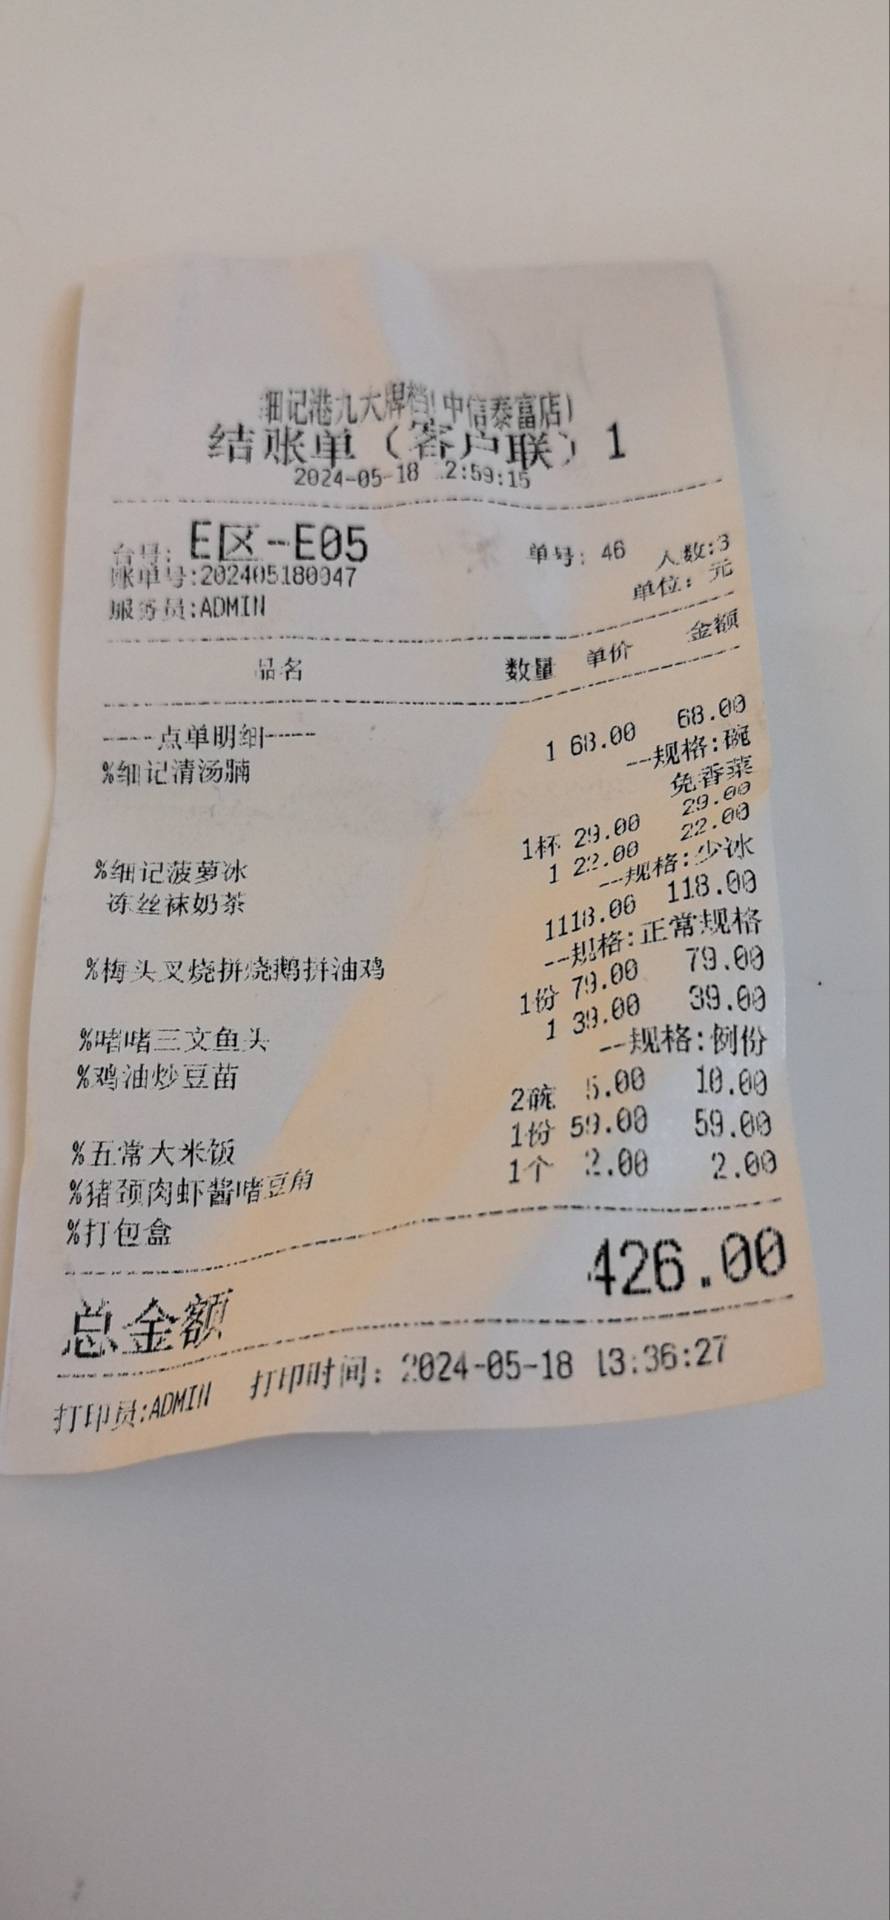 细记港九大牌档(中信泰富店)
结账单（客户联）1
2024-05-18 12:59:15
台号: E区-E05 单号: 46 人数:3
账单号:202405180047 单位: 元
服务员:ADMIN
品名 数量 单价 金额
----点单明细----
%细记清汤腩 1 68.00 68.00
--规格:碗
免香菜
%细记菠萝冰 1杯 29.00 29.00
冻丝袜奶茶 1 22.00 22.00
--规格:少冰
%梅头叉烧拼烧鹅拼油鸡 1118.00 118.00
--规格:正常规格
%啫啫三文鱼头 1份 79.00 79.00
%鸡油炒豆苗 1 39.00 39.00
--规格:例份
%五常大米饭 2碗 5.00 10.00
%猪颈肉虾酱啫豆角 1份 59.00 59.00
%打包盒 1个 2.00 2.00
总金额 426.00
打印员:ADMIN 打印时间: 2024-05-18 13:36:27